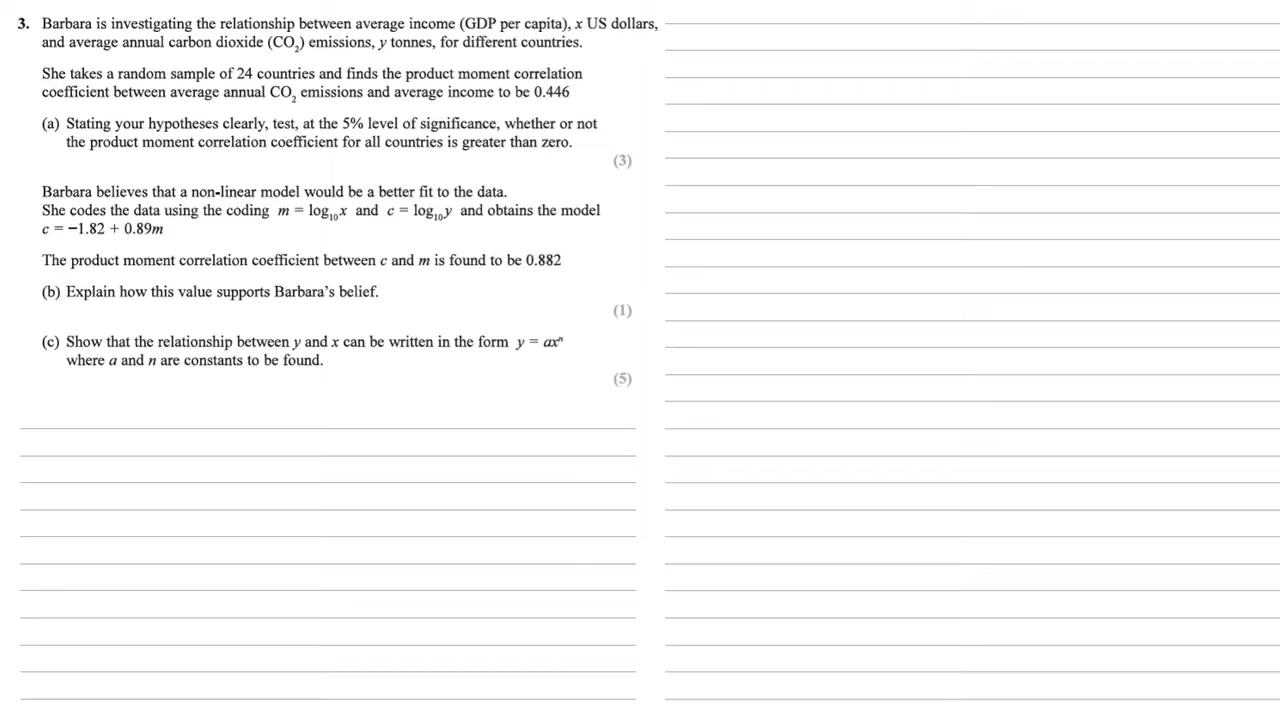 3. Barbara is investigating the relationship between average income (GDP per capita), x US dollars,
and average annual carbon dioxide (CO₂) emissions, y tonnes, for different countries.
She takes a random sample of 24 countries and finds the product moment correlation
coefficient between average annual CO₂ emissions and average income to be 0.446
(a) Stating your hypotheses clearly, test, at the 5% level of significance, whether or not
the product moment correlation coefficient for all countries is greater than zero.
(3)
Barbara believes that a non-linear model would be a better fit to the data.
She codes the data using the coding m = log₁₀x and c = log₁₀y and obtains the model
c = −1.82 + 0.89m
The product moment correlation coefficient between c and m is found to be 0.882
(b) Explain how this value supports Barbara’s belief.
(1)
(c) Show that the relationship between y and x can be written in the form y = axⁿ
where a and n are constants to be found.
(5)